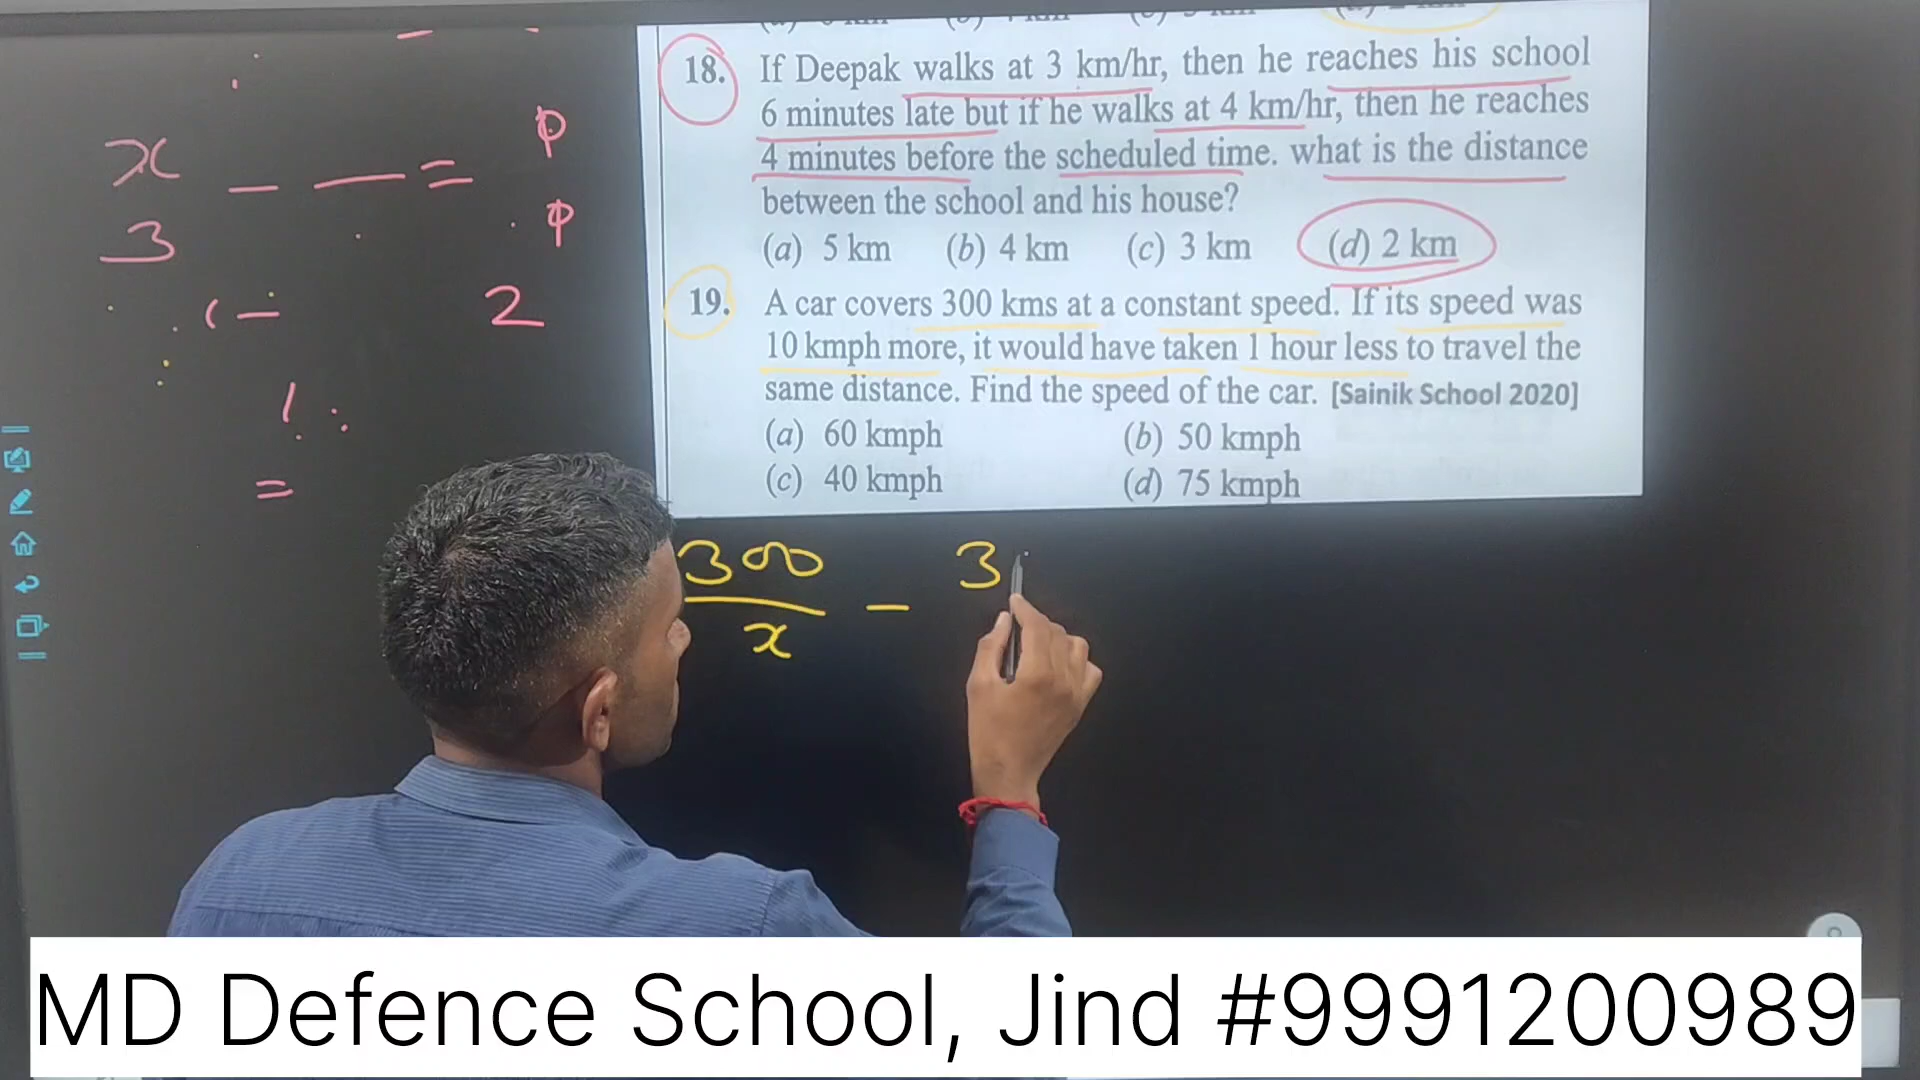 18. If Deepak walks at 3 km/hr, then he reaches his school
6 minutes late but if he walks at 4 km/hr, then he reaches
4 minutes before the scheduled time. what is the distance
between the school and his house?
(a) 5 km (b) 4 km (c) 3 km (d) 2 km
19. A car covers 300 kms at a constant speed. If its speed was
10 kmph more, it would have taken 1 hour less to travel the
same distance. Find the speed of the car. [Sainik School 2020]
(a) 60 kmph (b) 50 kmph
(c) 40 kmph (d) 75 kmph
x — — =
3
2
=
300 — 3
x
MD Defence School, Jind #9991200989